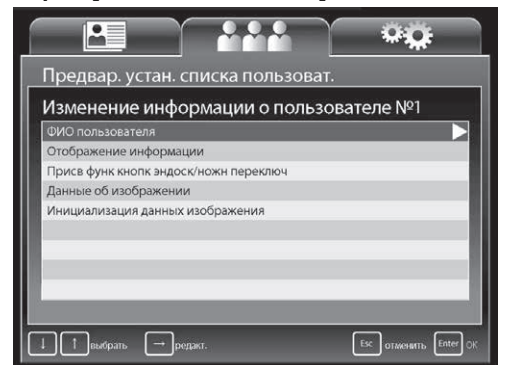 Предвар. устан. списка пользоват.
Изменение информации о пользователе №1
ФИО пользователя
Отображение информации
Присв функ кнопк эндоск/ножн переключ
Данные об изображении
Инициализация данных изображения
↓ ↑ выбрать → редакт. Esc отменить Enter OK